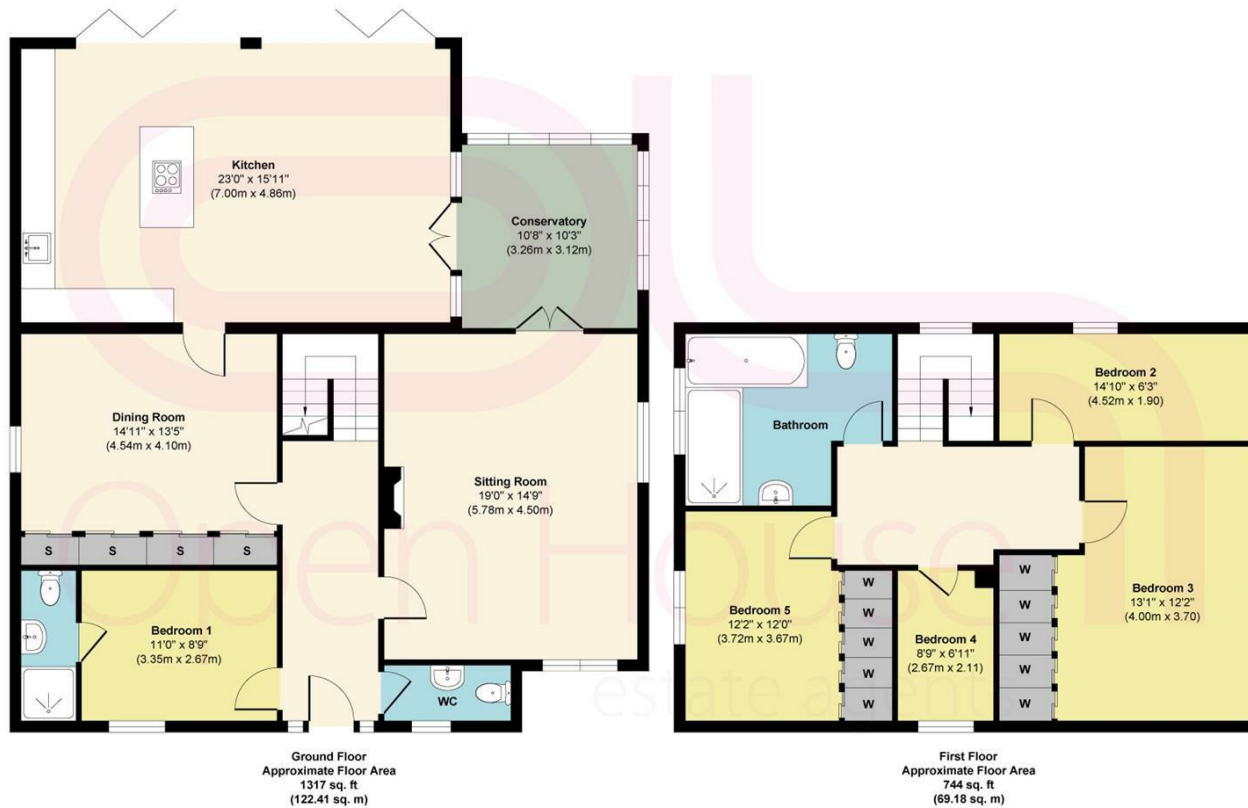 Kitchen
23'0" x 15'11"
(7.00m x 4.86m)
Conservatory
10'8" x 10'3"
(3.26m x 3.12m)
Dining Room
14'11" x 13'5"
(4.54m x 4.10m)
Sitting Room
19'0" x 14'9"
(5.78m x 4.50m)
S
S
S
S
Bedroom 1
11'0" x 8'9"
(3.35m x 2.67m)
WC
Ground Floor
Approximate Floor Area
1317 sq. ft
(122.41 sq. m)
Bathroom
Bedroom 2
14'10" x 6'3"
(4.52m x 1.90)
Bedroom 5
12'2" x 12'0"
(3.72m x 3.67m)
W
W
W
W
W
Bedroom 4
8'9" x 6'11"
(2.67m x 2.11)
W
W
W
W
W
Bedroom 3
13'1" x 12'2"
(4.00m x 3.70)
First Floor
Approximate Floor Area
744 sq. ft
(69.18 sq. m)
Open House
estate agents